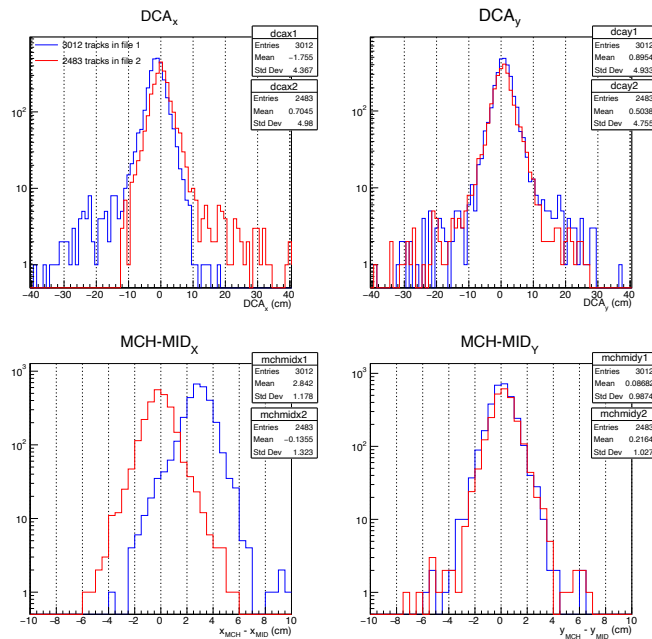 DCAx
3012 tracks in file 1
2483 tracks in file 2
dcax1
Entries 3012
Mean −1.755
Std Dev 4.367
dcax2
Entries 2483
Mean 0.7045
Std Dev 4.98
10²
10
1
−40 −30 −20 −10 0 10 20 30 40
DCAx (cm)
DCAy
dcay1
Entries 3012
Mean 0.8954
Std Dev 4.933
dcay2
Entries 2483
Mean 0.5038
Std Dev 4.755
10²
10
1
−40 −30 −20 −10 0 10 20 30 40
DCAy (cm)
MCH-MIDX
mchmidx1
Entries 3012
Mean 2.842
Std Dev 1.178
mchmidx2
Entries 2483
Mean −0.1355
Std Dev 1.323
10³
10²
10
1
−10 −8 −6 −4 −2 0 2 4 6 8 10
xMCH - xMID (cm)
MCH-MIDY
mchmidy1
Entries 3012
Mean 0.08682
Std Dev 0.9874
mchmidy2
Entries 2483
Mean 0.2164
Std Dev 1.027
10³
10²
10
1
−10 −8 −6 −4 −2 0 2 4 6 8 10
yMCH - yMID (cm)